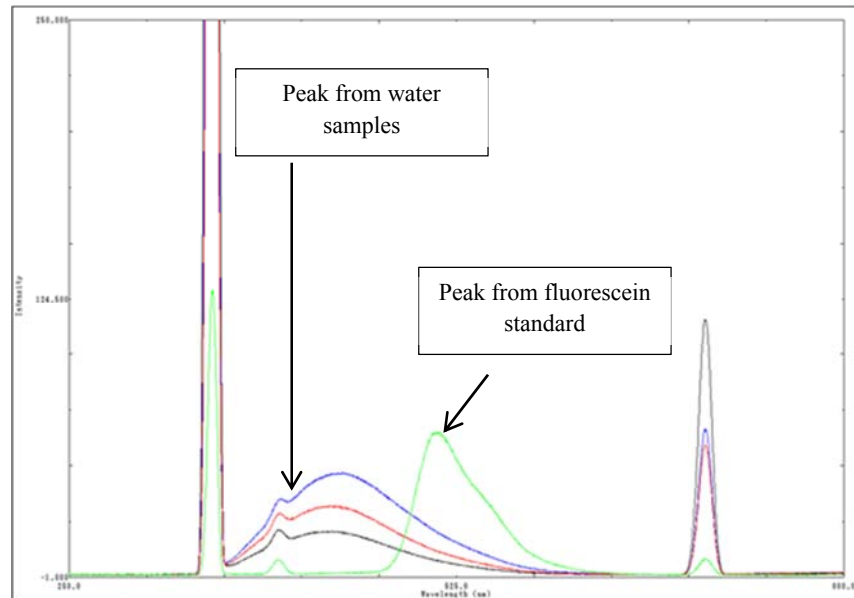 250.000
Peak from water
samples
Peak from fluorescein
standard
124.500
Intensity
-1.000
250.0
525.0
800.0
Wavelength (nm)